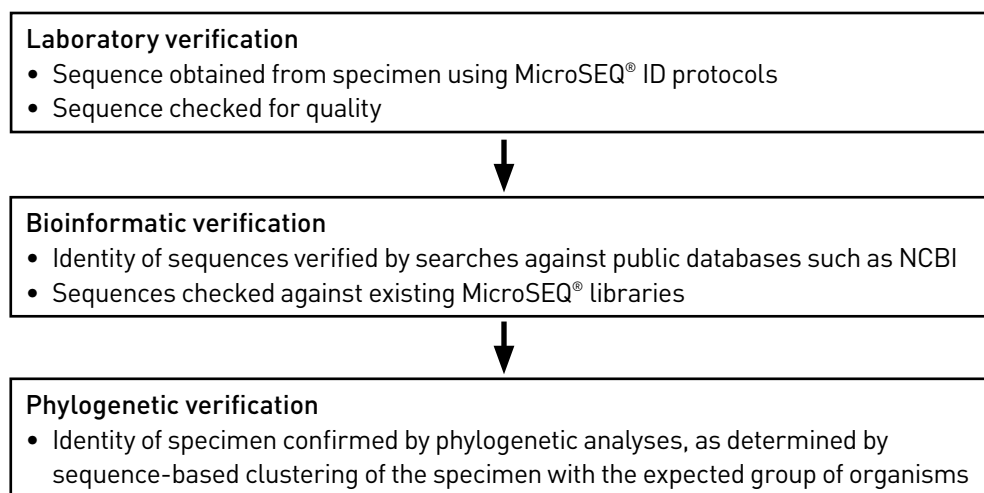 Laboratory verification
• Sequence obtained from specimen using MicroSEQ® ID protocols
• Sequence checked for quality
Bioinformatic verification
• Identity of sequences verified by searches against public databases such as NCBI
• Sequences checked against existing MicroSEQ® libraries
Phylogenetic verification
• Identity of specimen confirmed by phylogenetic analyses, as determined by
sequence-based clustering of the specimen with the expected group of organisms